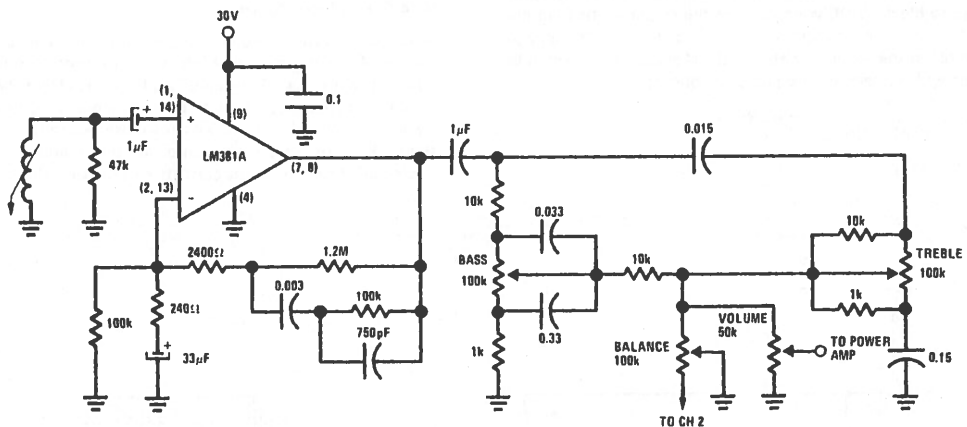 30V
(1,
14)
+
1μF
+
(9)
0.1
LM381A
47k
(2, 13)
-
(4)
(7, 8)
1μF
0.015
10k
0.033
2400Ω
1.2M
BASS
100k
10k
10k
TREBLE
100k
0.003
100k
240Ω
100k
750pF
0.33
1k
VOLUME
50k
+
33μF
1k
BALANCE
100k
TO POWER
AMP
0.15
TO CH 2